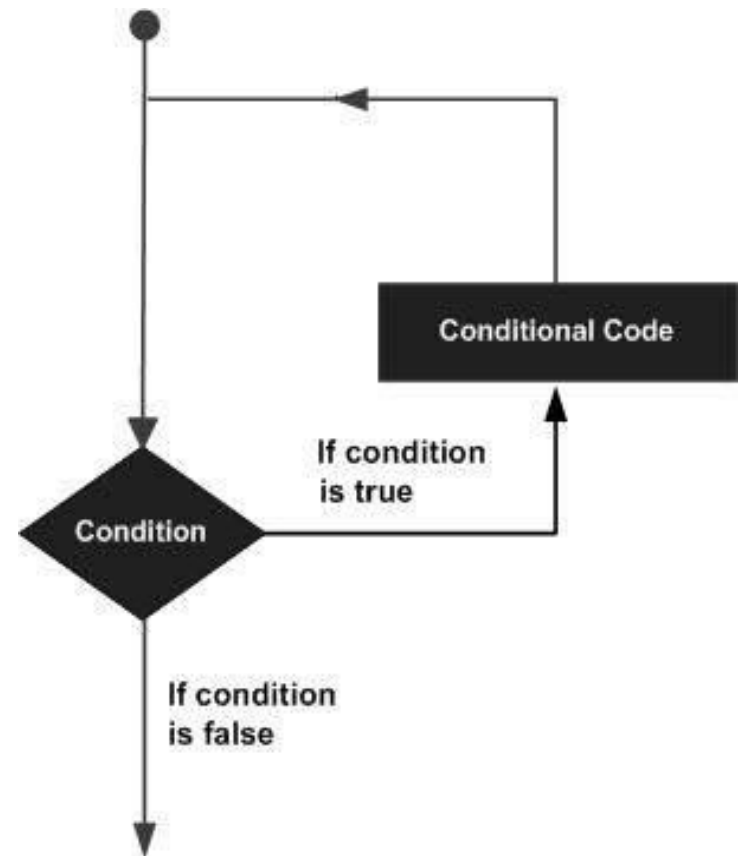 Conditional Code
If condition
is true
Condition
If condition
is false